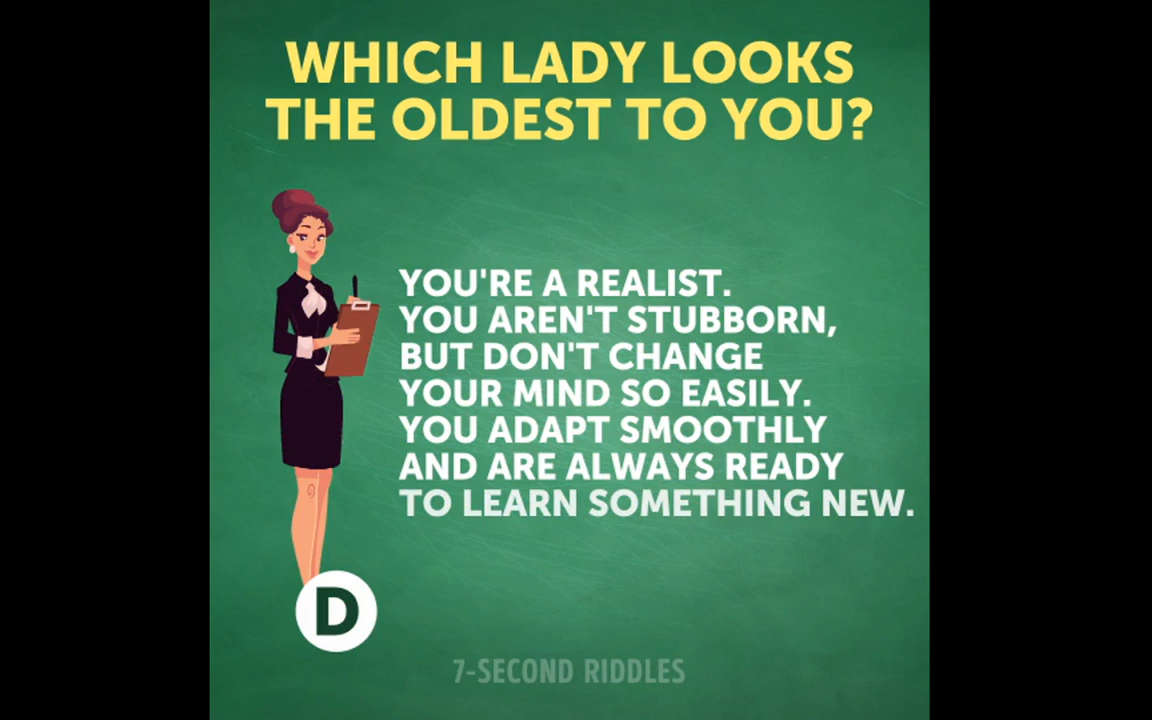 WHICH LADY LOOKS
THE OLDEST TO YOU?
YOU'RE A REALIST.
YOU AREN'T STUBBORN,
BUT DON'T CHANGE
YOUR MIND SO EASILY.
YOU ADAPT SMOOTHLY
AND ARE ALWAYS READY
TO LEARN SOMETHING NEW.
D
7-SECOND RIDDLES